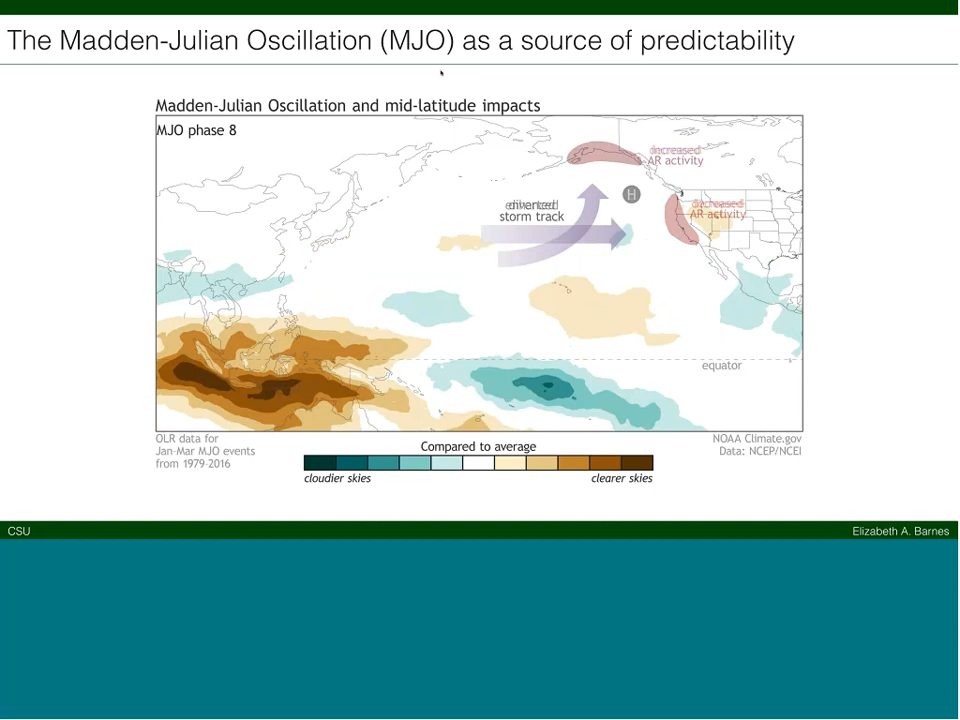 The Madden-Julian Oscillation (MJO) as a source of predictability
Madden-Julian Oscillation and mid-latitude impacts
MJO phase 8
AR activity
H
storm track
AR activity
equator
OLR data for
Jan-Mar MJO events
from 1979-2016
Compared to average
cloudier skies
clearer skies
NOAA Climate.gov
Data: NCEP/NCEI
CSU
Elizabeth A. Barnes